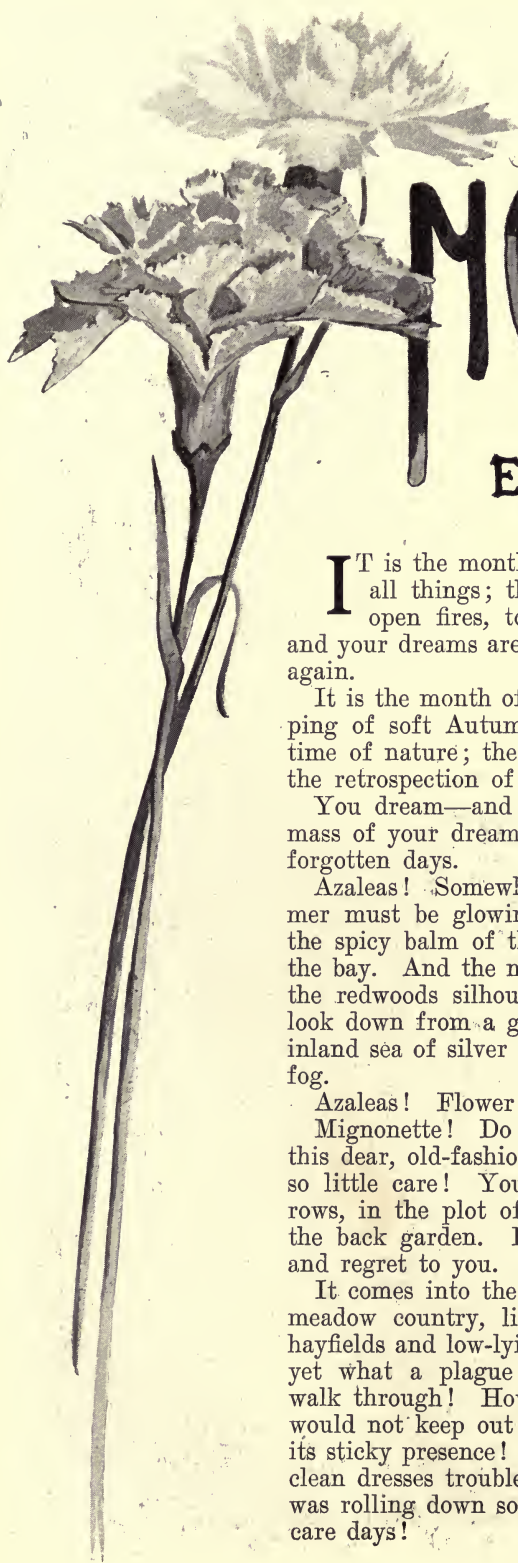 M
E
IT is the mont
all things; t
open fires, to
and your dreams are
again.
It is the month of
ping of soft Autum
time of nature; the
the retrospection of
You dream—and
mass of your dream
forgotten days.
Azaleas! Somew
mer must be glowin
the spicy balm of t
the bay. And the m
the redwoods silhou
look down from a g
inland sea of silver
fog.
Azaleas! Flower
Mignonette! Do
this dear, old-fashio
so little care! You
rows, in the plot of
the back garden. I
and regret to you.
It comes into the
meadow country, li
hayfields and low-lyi
yet what a plague
walk through! Ho
would not keep out
its sticky presence!
clean dresses trouble
was rolling down so
care days!